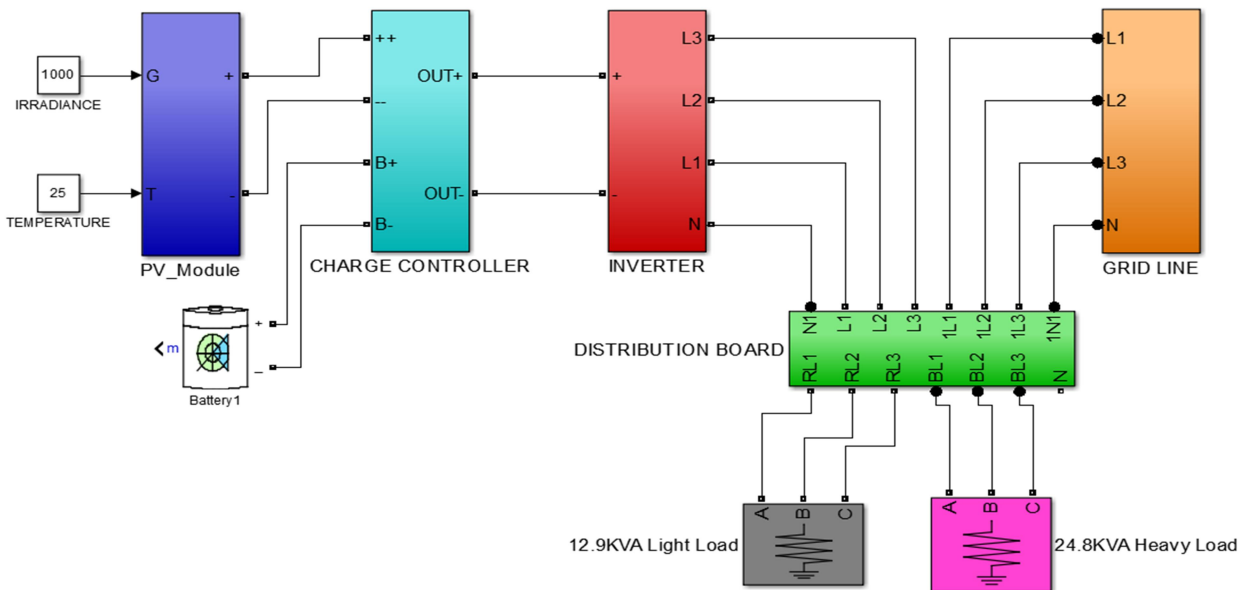 1000
IRRADIANCE
25
TEMPERATURE
G
T
+
-
PV_Module
++
--
B+
B-
OUT+
OUT-
CHARGE CONTROLLER
+
-
L3
L2
L1
N
INVERTER
L1
L2
L3
N
GRID LINE
m
+
_
Battery1
DISTRIBUTION BOARD
N1 L1 L2 L3 1L1 1L2 1L3 1N1
RL1 RL2 RL3 BL1 BL2 BL3 N
A B C
12.9KVA Light Load
A B C
24.8KVA Heavy Load